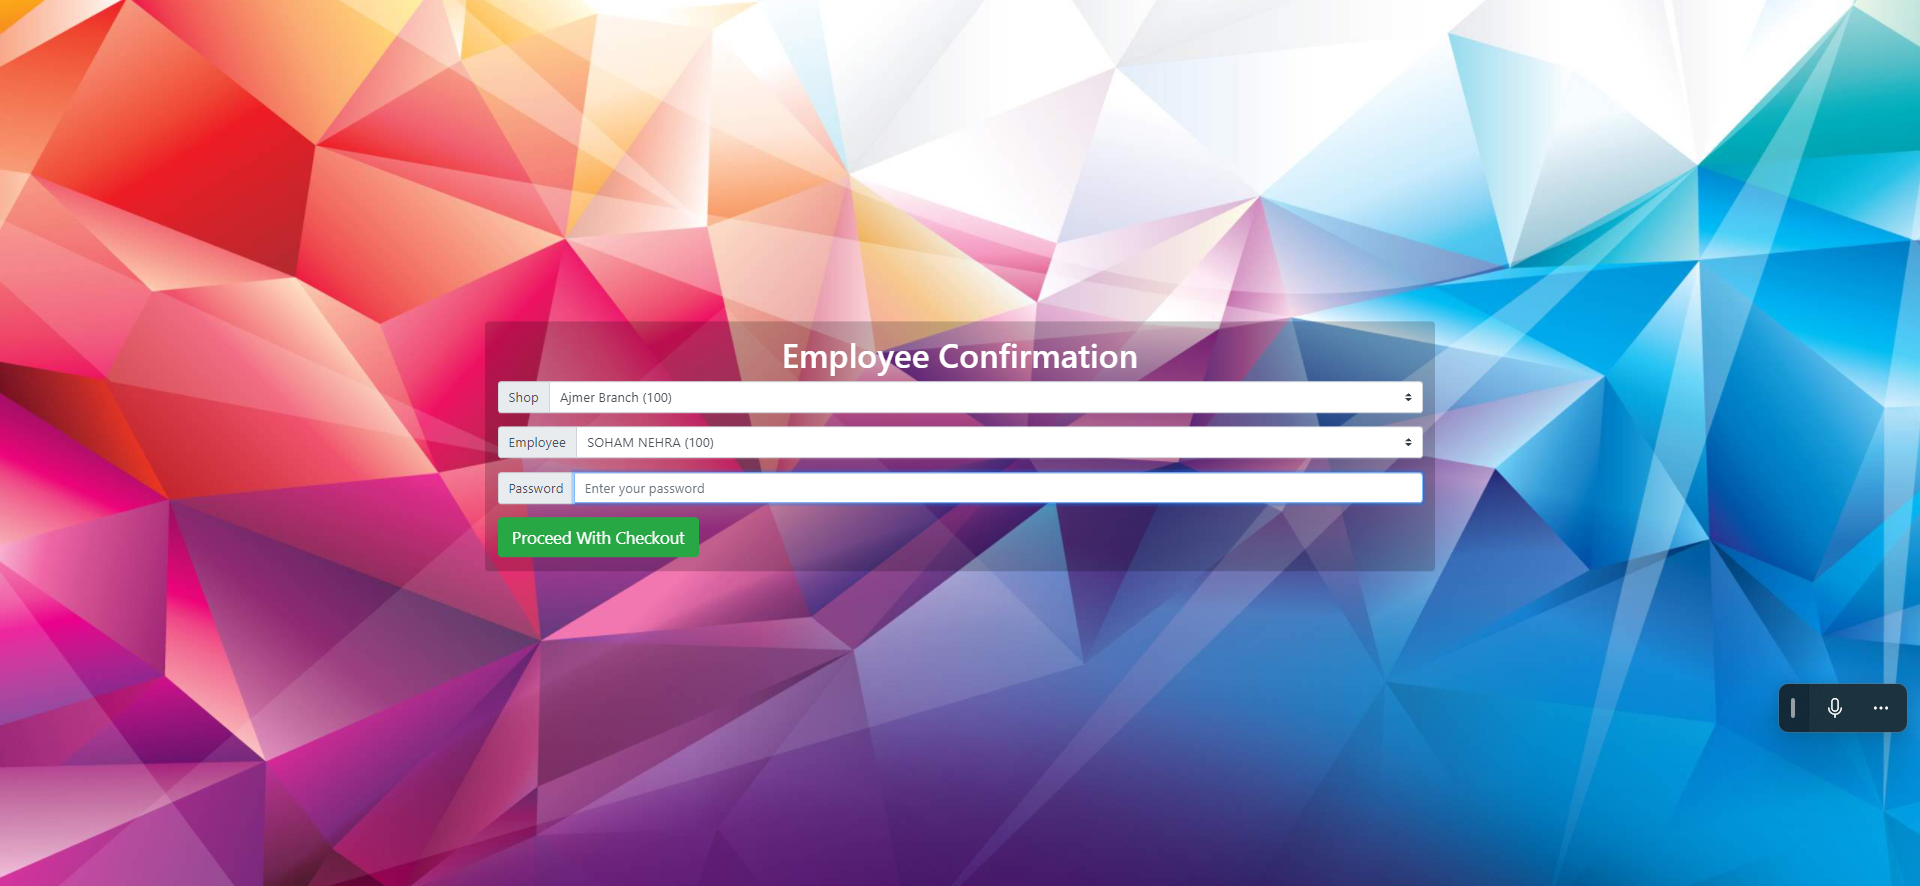 Employee Confirmation
Shop Ajmer Branch (100)
Employee SOHAM NEHRA (100)
Password Enter your password
Proceed With Checkout